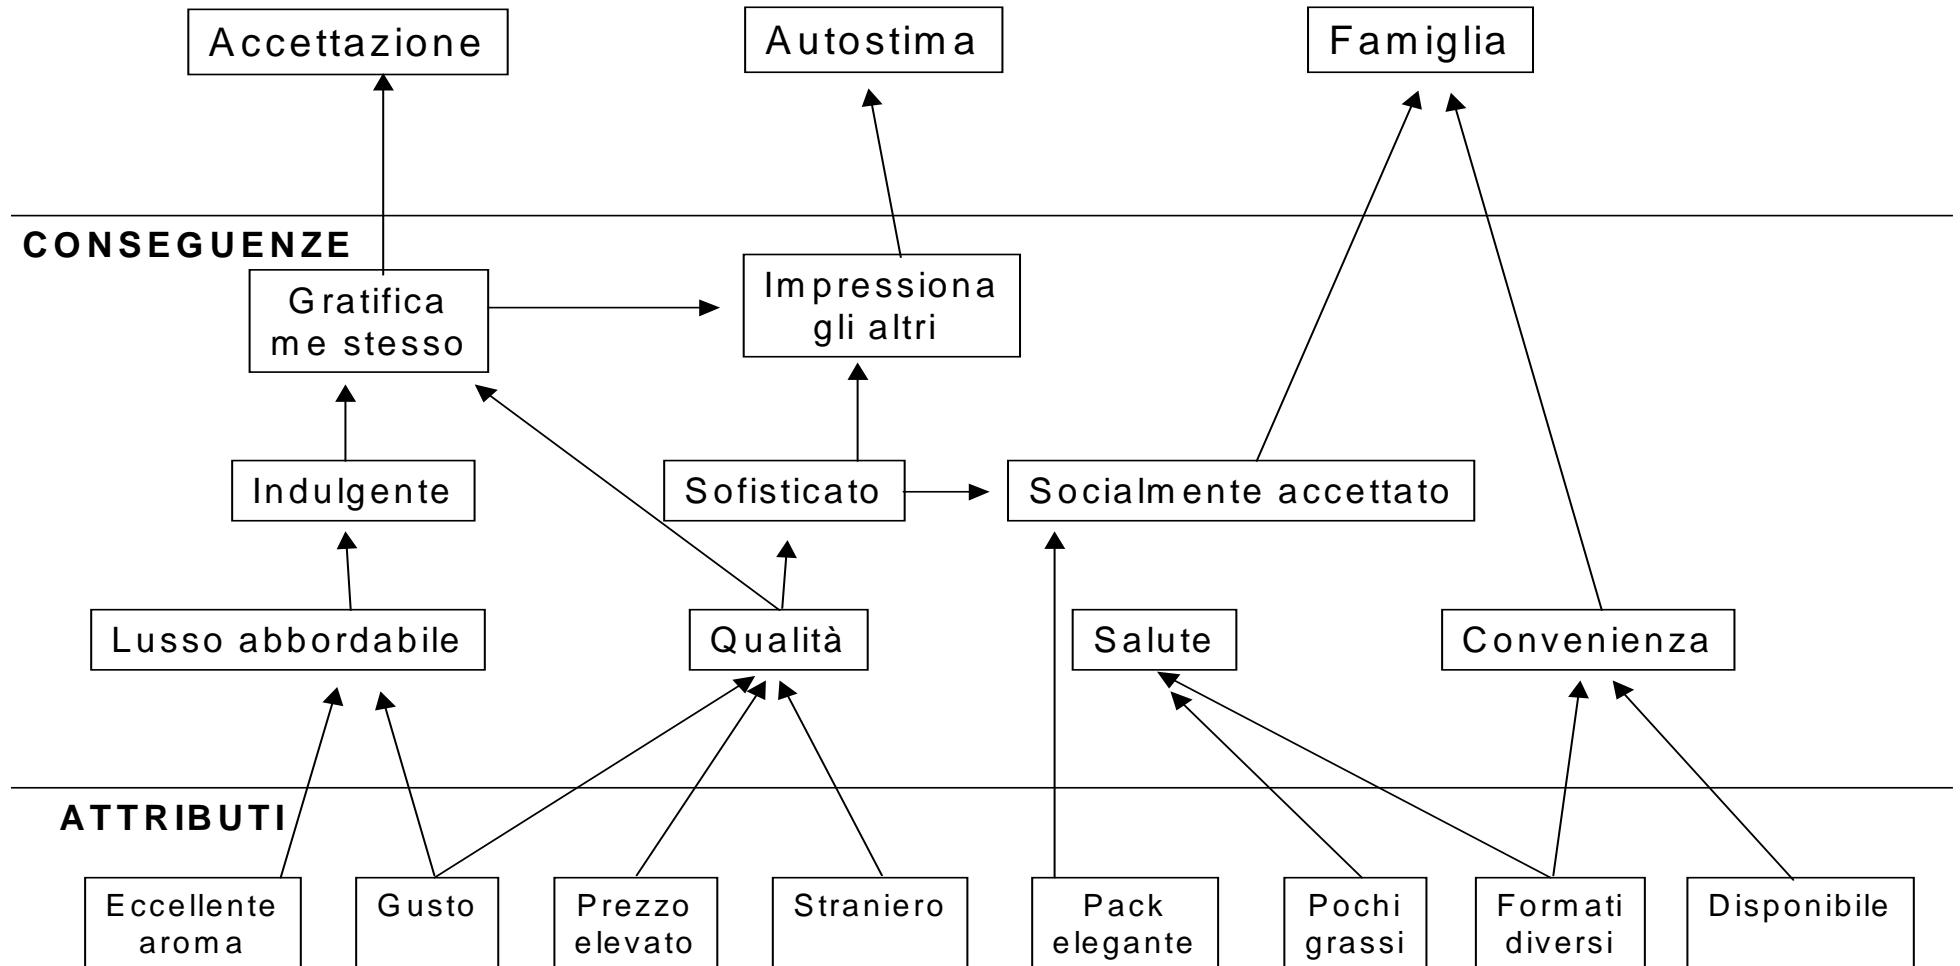 Accettazione
Autostima
Famiglia
CONSEGUENZE
Gratifica
me stesso
Impressiona
gli altri
Indulgente
Sofisticato
Socialmente accettato
Lusso abbordabile
Qualità
Salute
Convenienza
ATTRIBUTI
Eccellente
aroma
Gusto
Prezzo
elevato
Straniero
Pack
elegante
Pochi
grassi
Formati
diversi
Disponibile